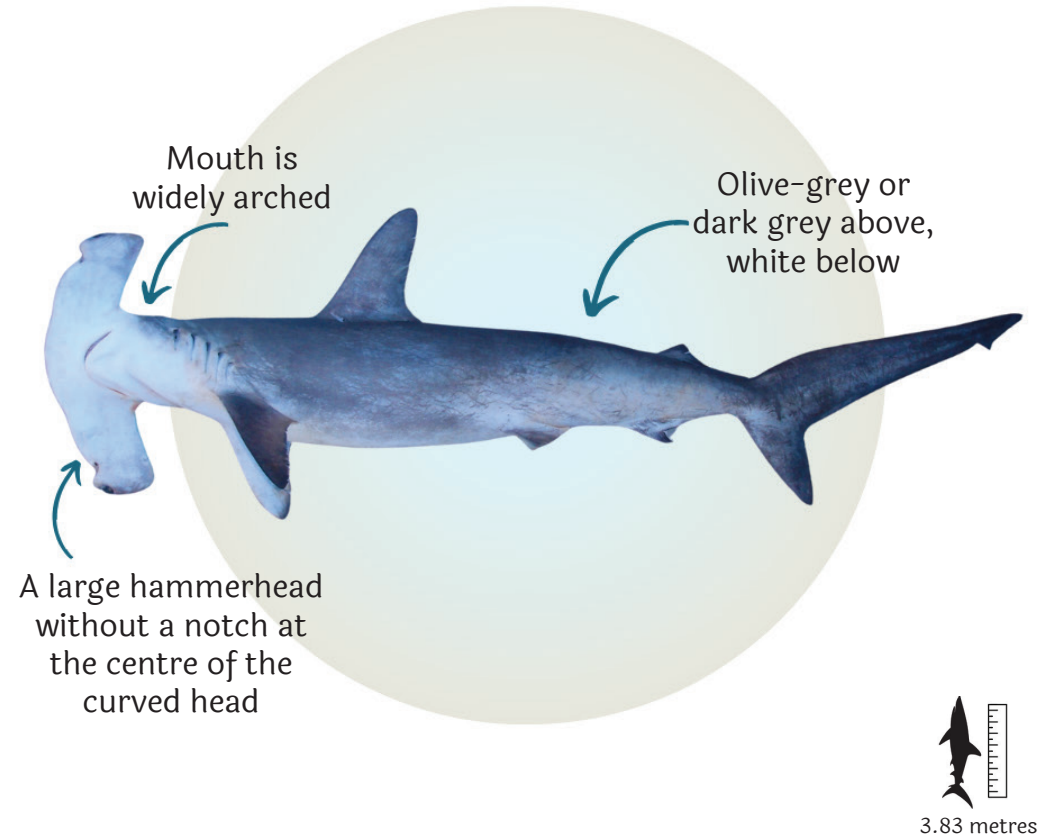 Mouth is
widely arched
Olive-grey or
dark grey above,
white below
A large hammerhead
without a notch at
the centre of the
curved head
3.83 metres